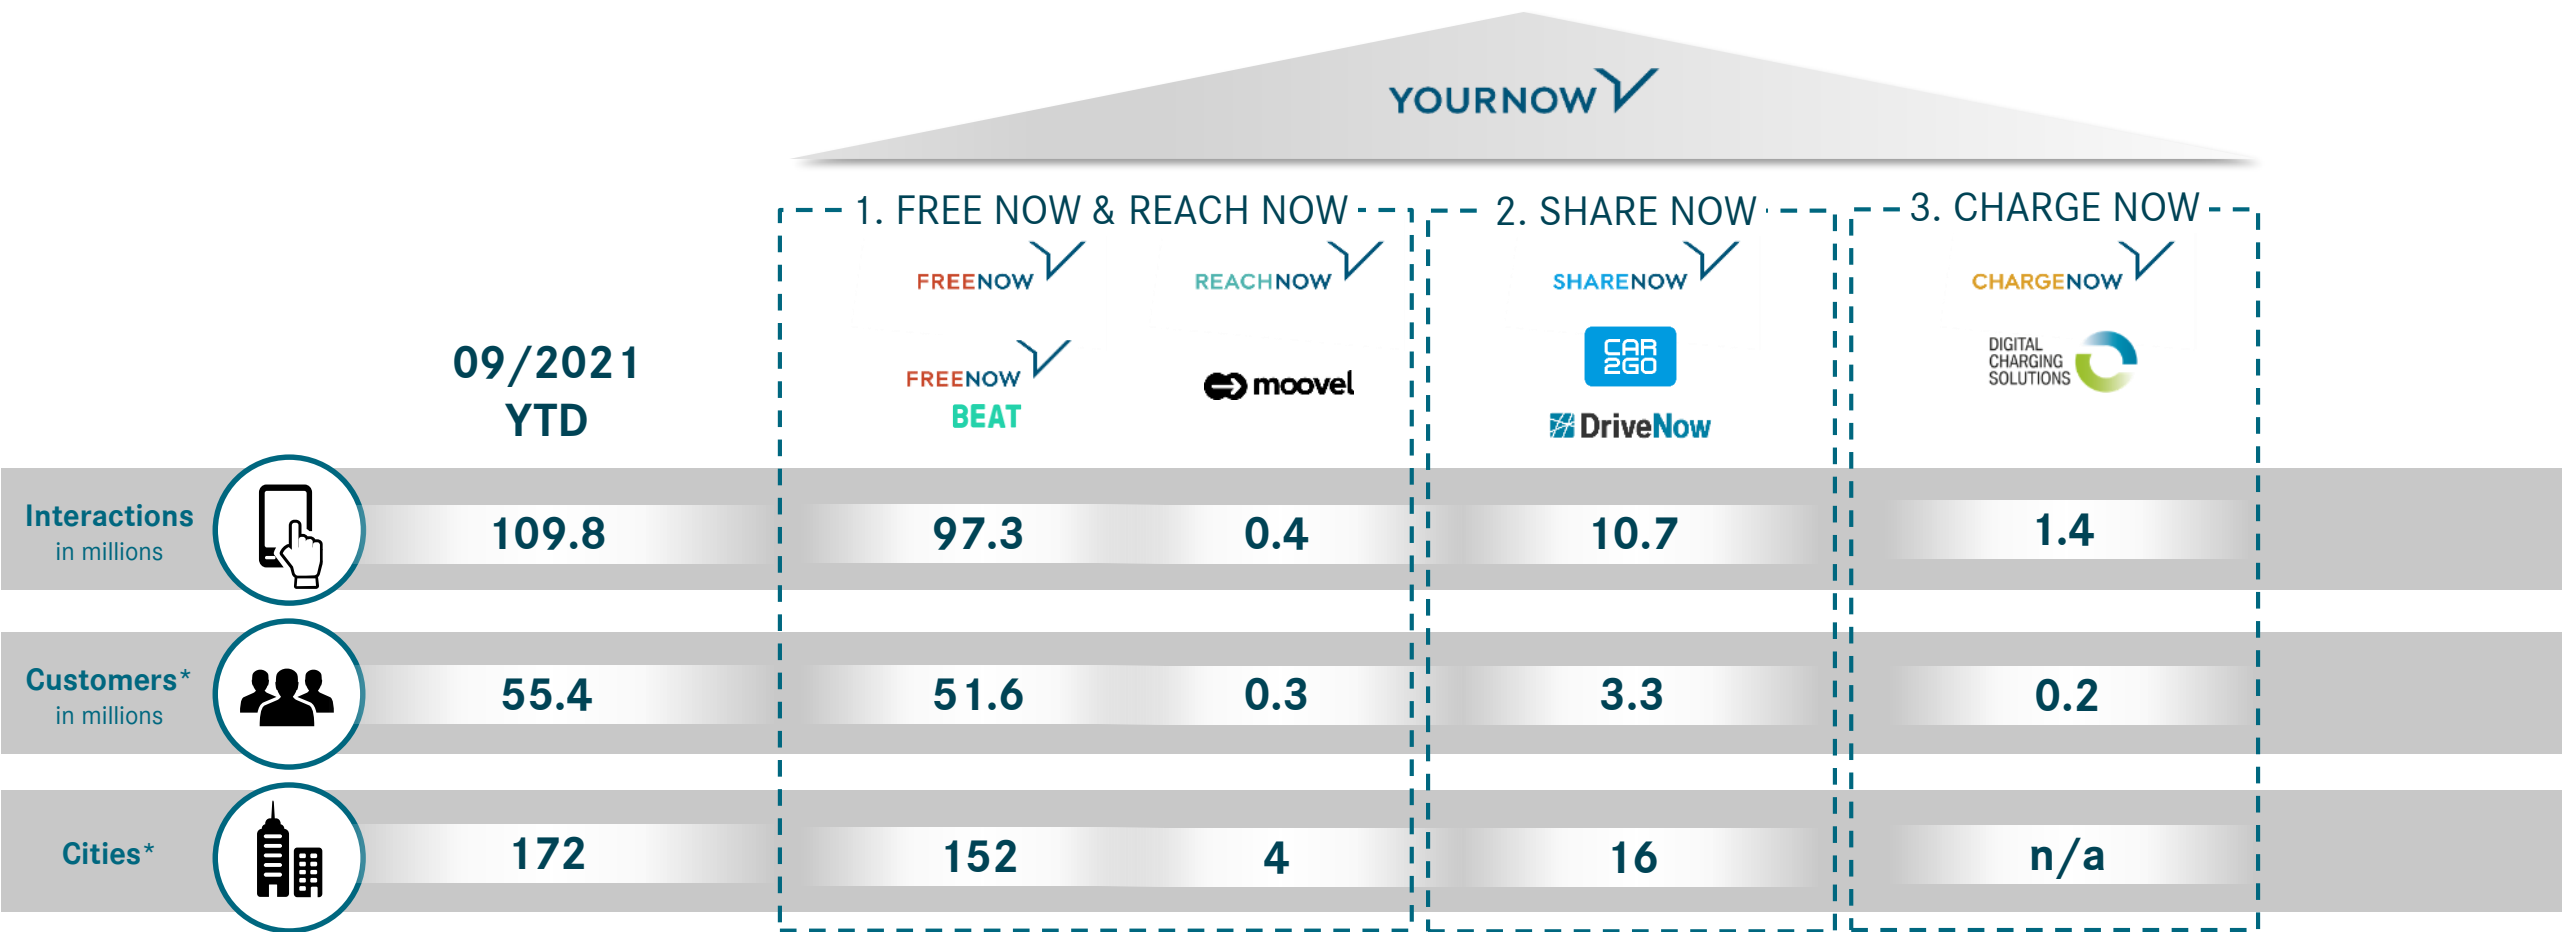 YOURNOW
1. FREE NOW & REACH NOW
2. SHARE NOW
3. CHARGE NOW
FREENOW
REACHNOW
SHARENOW
CHARGENOW
09/2021
YTD
FREENOW
BEAT
moovel
CAR
2GO
DriveNow
DIGITAL
CHARGING
SOLUTIONS
Interactions
in millions
109.8
97.3
0.4
10.7
1.4
Customers*
in millions
55.4
51.6
0.3
3.3
0.2
Cities*
172
152
4
16
n/a